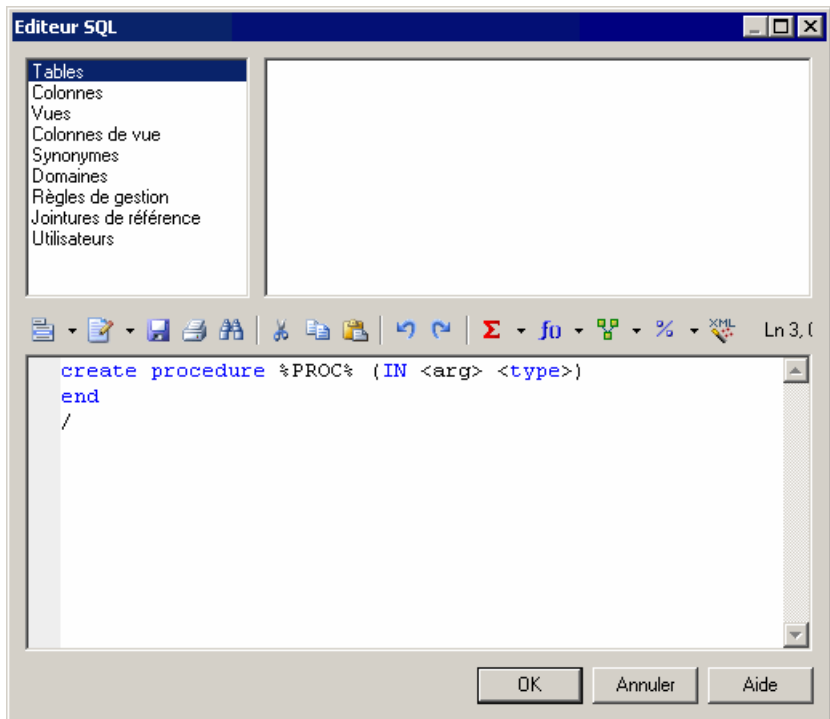 Editeur SQL
Tables
Colonnes
Vues
Colonnes de vue
Synonymes
Domaines
Règles de gestion
Jointures de référence
Utilisateurs
Σ f() % XML Ln 3, (
create procedure %PROC% (IN <arg> <type>)
end
/
OK Annuler Aide